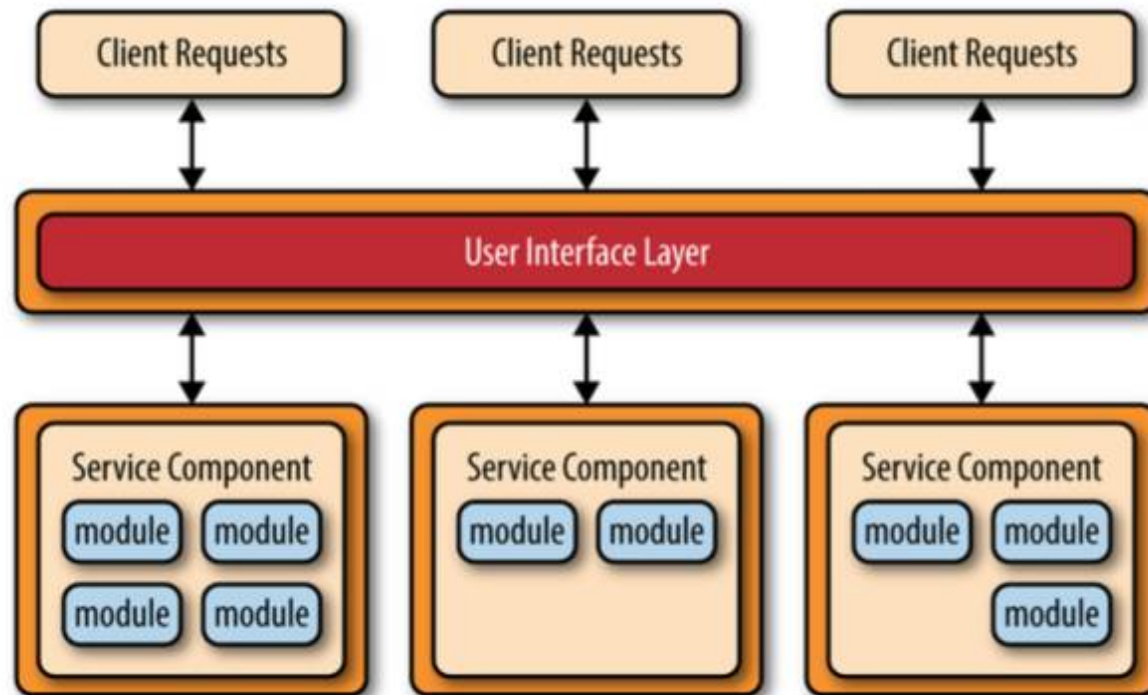 Client Requests
Client Requests
Client Requests
User Interface Layer
Service Component
module module
module module
Service Component
module module
Service Component
module module
module